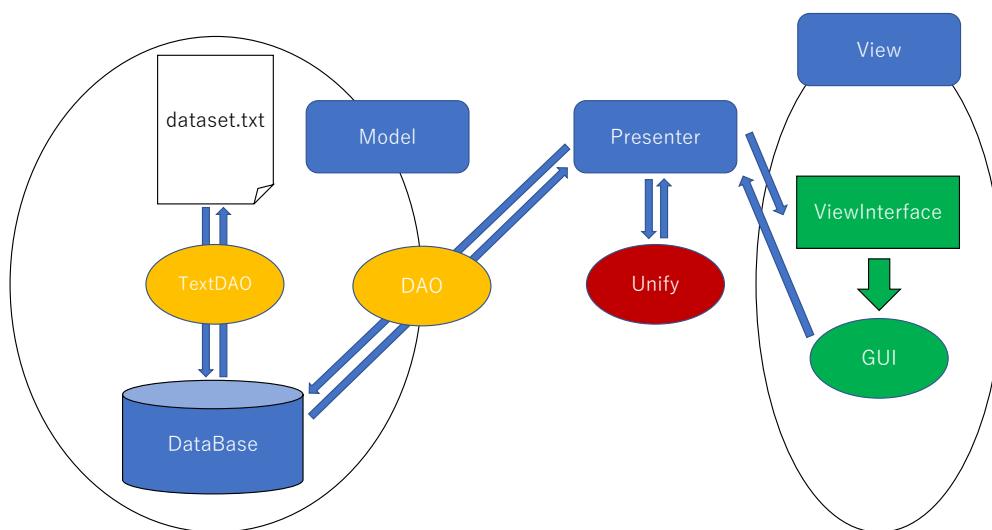 View
dataset.txt
Model
Presenter
ViewInterface
TextDAO
DAO
Unify
GUI
DataBase